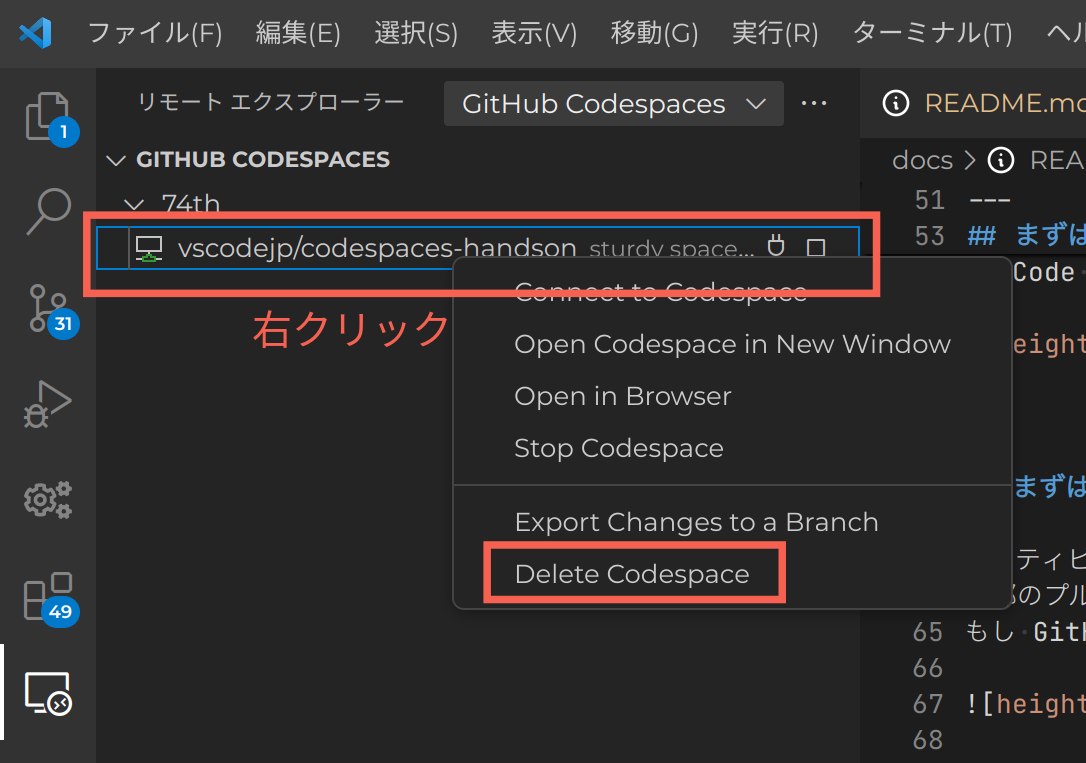 ファイル(F) 編集(E) 選択(S) 表示(V) 移動(G) 実行(R) ターミナル(T) ヘル
リモート エクスプローラー
GitHub Codespaces
GITHUB CODESPACES
74th
vscodejp/codespaces-handson sturdy space...
右クリック
Connect to Codespace
Open Codespace in New Window
Open in Browser
Stop Codespace
Export Changes to a Branch
Delete Codespace
1
31
49
README.md
docs > REA
51 ---
53 ## まずは
Code
eight
まずは
ティビ
のプル
65 もし GitH
66
67 ![height
68